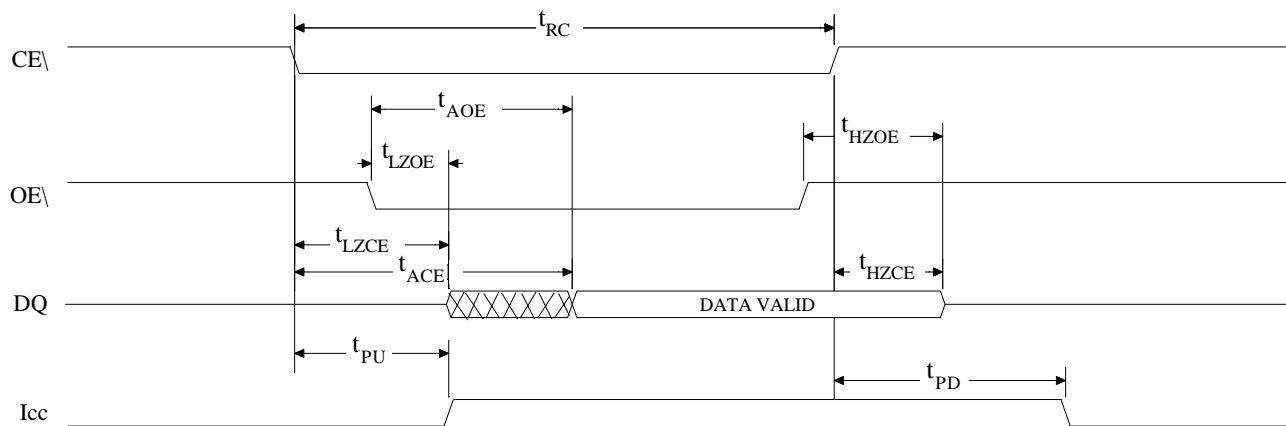 tRC
CE\
tAOE
tHZOE
tLZOE
OE\
tLZCE
tACE
tHZCE
DQ
DATA VALID
tPU
tPD
Icc